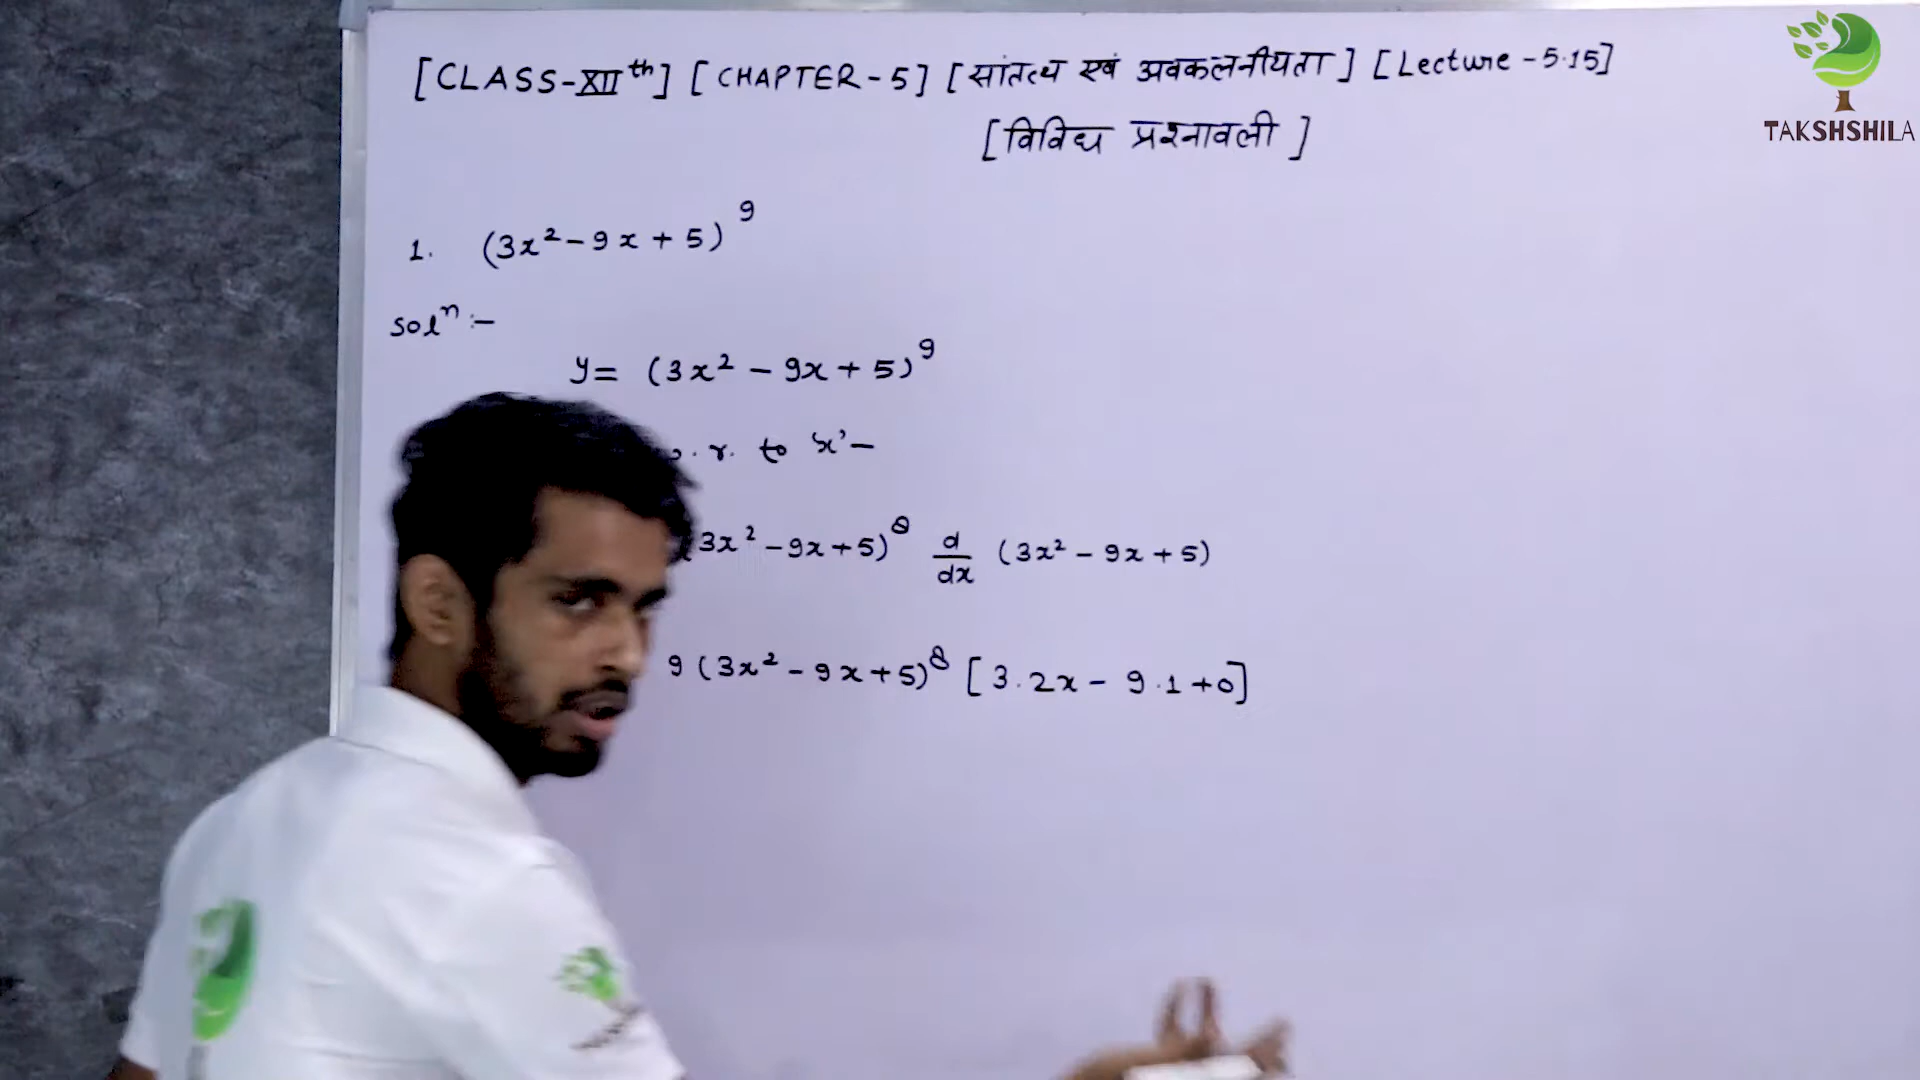 [CLASS-XIIth] [CHAPTER-5] [सांतत्य एवं अवकलनीयता] [Lecture-5.15]
[विविध प्रश्नावली]
TAKSHSHILA
1. (3x²-9x+5)⁹
Solⁿ:-
y= (3x²-9x+5)⁹
r. to 'x'-
(3x²-9x+5)⁸ d/dx (3x²-9x+5)
9(3x²-9x+5)⁸ [3.2x-9.1+0]